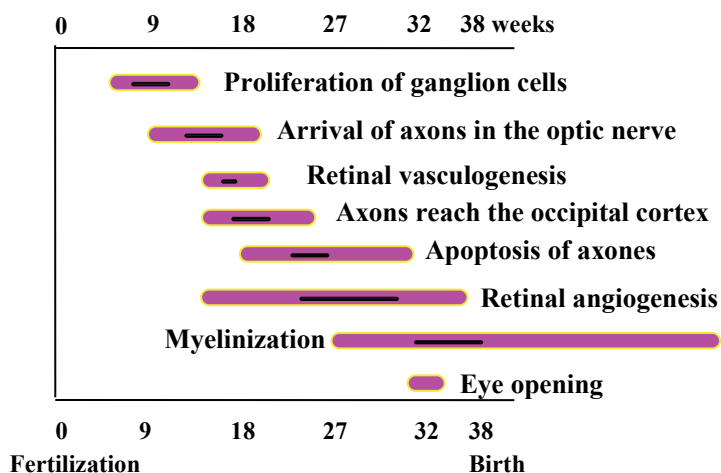 0 9 18 27 32 38 weeks
Proliferation of ganglion cells
Arrival of axons in the optic nerve
Retinal vasculogenesis
Axons reach the occipital cortex
Apoptosis of axones
Retinal angiogenesis
Myelinization
Eye opening
0 9 18 27 32 38
Fertilization Birth